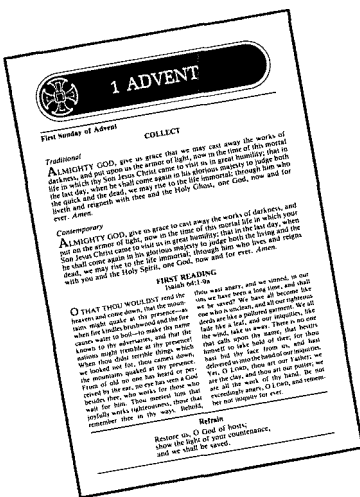 1 ADVENT
First Sunday of Advent
COLLECT
Traditional
ALMIGHTY GOD, give us grace that we may cast away the works of
darkness, and put upon us the armor of light, now in the time of this mortal
life in which thy Son Jesus Christ came to visit us in great humility; that in
the last day, when he shall come again in his glorious majesty to judge both
the quick and the dead, we may rise to the life immortal; through him who
liveth and reigneth with thee and the Holy Ghost, one God, now and for
ever. Amen.
Contemporary
ALMIGHTY GOD, give us grace to cast away the works of darkness, and
put on the armor of light, now in the time of this mortal life in which your
Son Jesus Christ came to visit us in great humility; that in the last day, when
he shall come again in his glorious majesty to judge the living and the
dead, we may rise to the life immortal; through him who lives and reigns
with you and the Holy Spirit, one God, now and for ever. Amen.
FIRST READING
Isaiah 64:1-9a
O THAT THOU WOULDST rend the
heavens and come down, that the moun-
tains might quake at thy presence—as
when fire kindles brushwood and the fire
causes water to boil—to make thy name
known to thy adversaries, and that the
nations might tremble at thy presence!
When thou didst terrible things which
we looked not for, thou camest down,
the mountains quaked at thy presence.
From of old no one has heard or per-
ceived by the ear, no eye has seen a God
besides thee, who works for those who
wait for him. Thou meetest him that
joyfully works righteousness, those that
remember thee in thy ways. Behold,
thou wast angry, and we sinned; in our
sins we have been a long time, and shall
we be saved? We have all become like
one who is unclean, and all our righteous
deeds are like a polluted garment. We all
fade like a leaf, and our iniquities, like
the wind, take us away. There is no one
that calls upon thy name, that bestirs
himself to take hold of thee; for thou
hast hid thy face from us, and hast
delivered us into the hand of our iniquities.
Yet, O LORD, thou art our Father; we
are the clay, and thou art our potter; we
are all the work of thy hand. Be not
exceedingly angry, O LORD, and remem-
ber not iniquity for ever.
Refrain
Restore us, O God of hosts;
show the light of your countenance,
and we shall be saved.